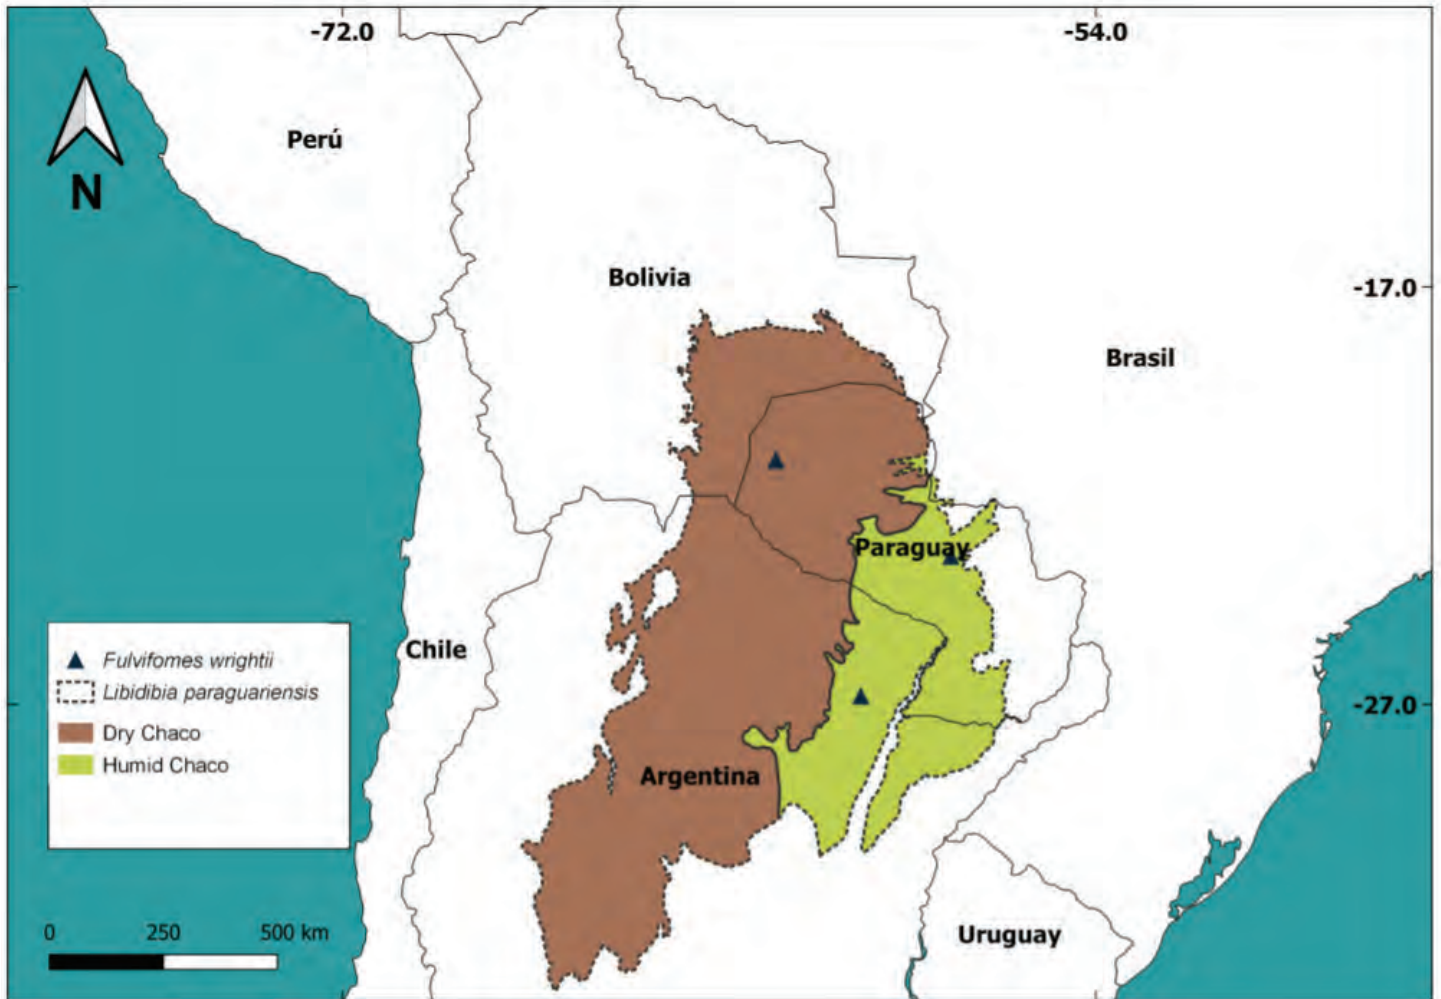 -72.0
-54.0
Perú
N
Bolivia
-17.0
Brasil
Paraguay
Fulvifomes wrightii
Libidibia paraguariensis
Dry Chaco
Humid Chaco
Chile
-27.0
Argentina
0 250 500 km
Uruguay